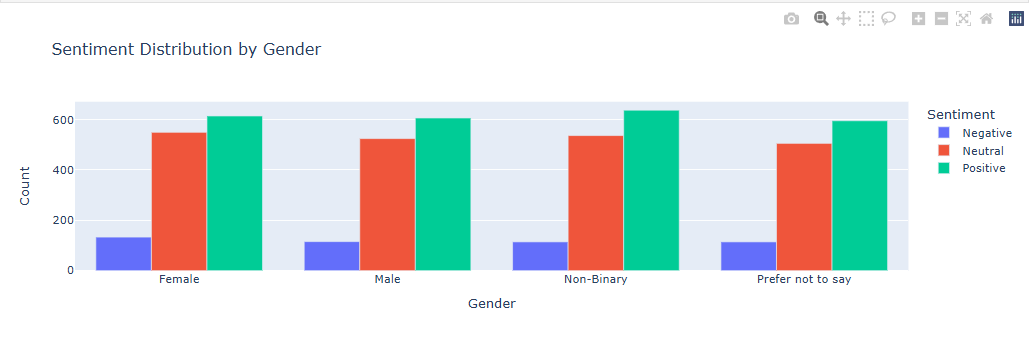 Sentiment Distribution by Gender
600
400
200
0
Count
Female
Male
Non-Binary
Prefer not to say
Gender
Sentiment
Negative
Neutral
Positive